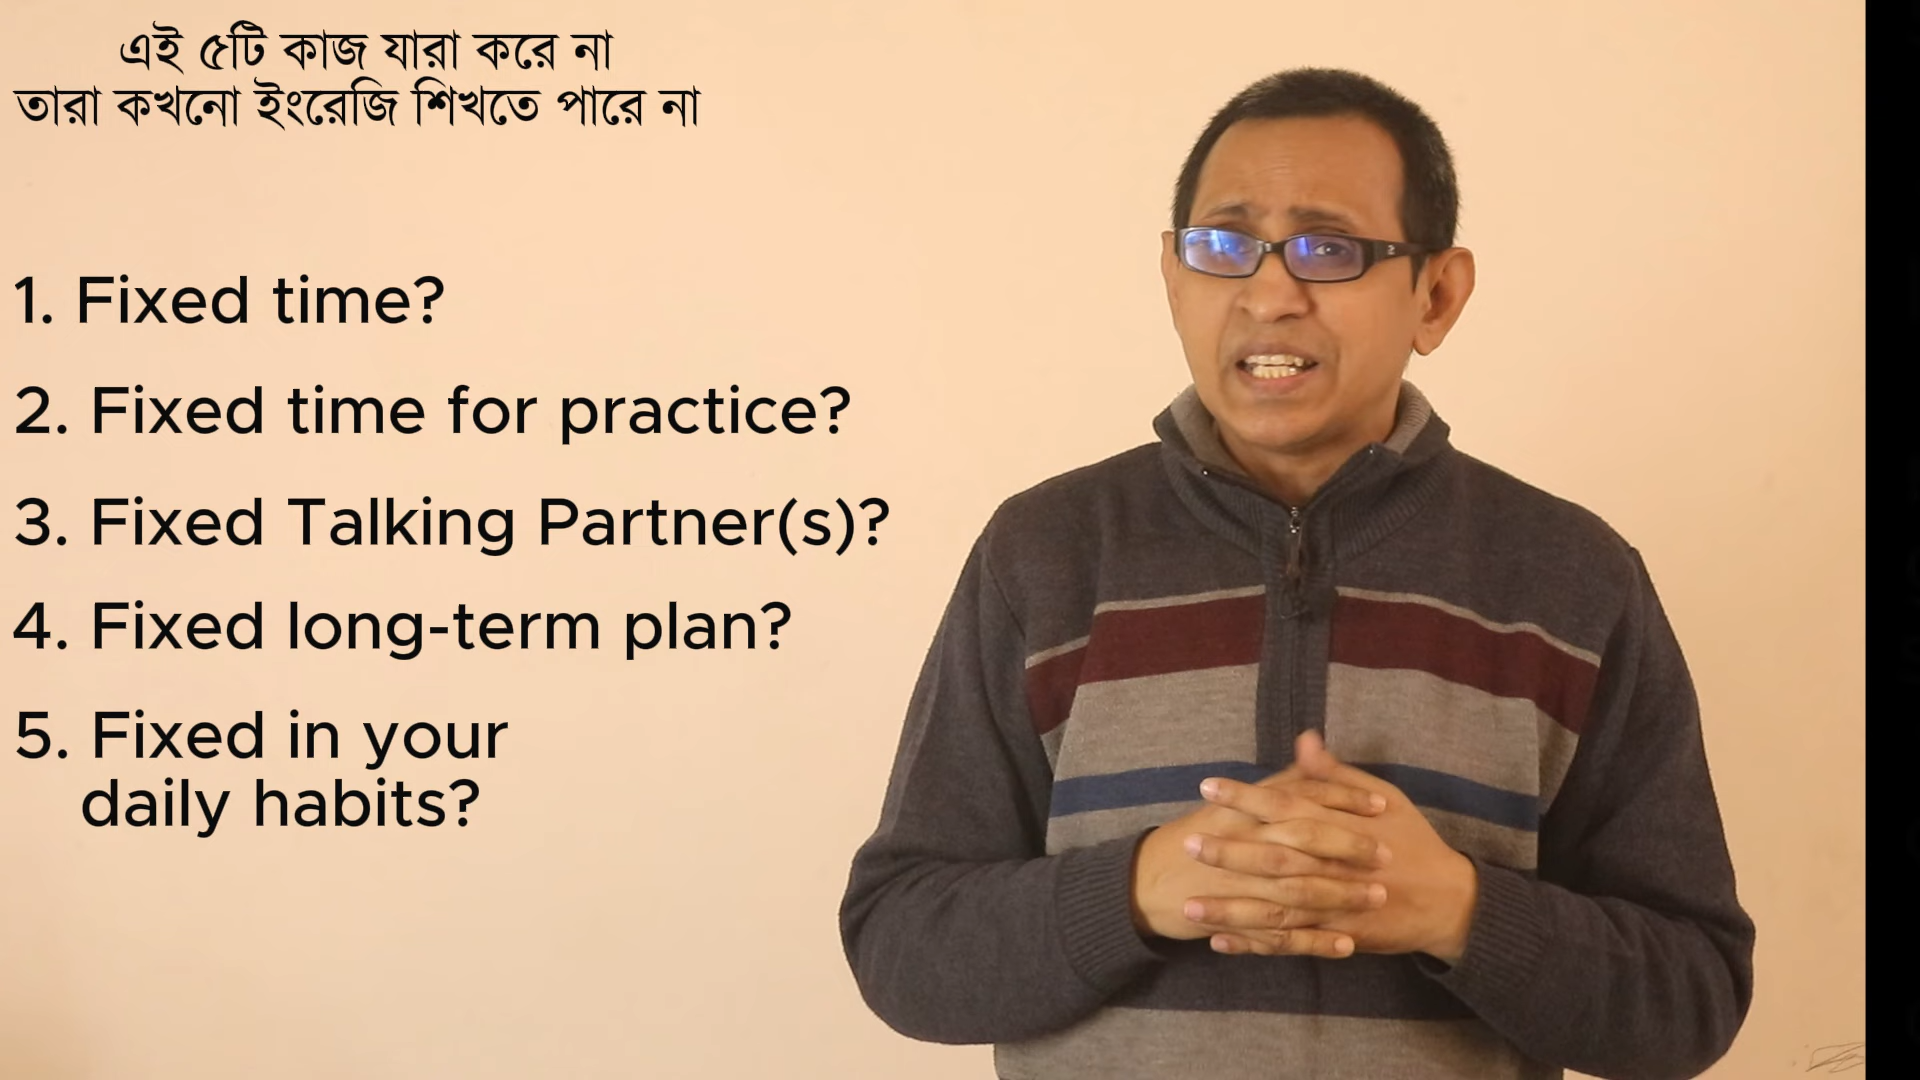 এই ৫টি কাজ যারা করে না
তারা কখনো ইংরেজি শিখতে পারে না
1. Fixed time?
2. Fixed time for practice?
3. Fixed Talking Partner(s)?
4. Fixed long-term plan?
5. Fixed in your
daily habits?